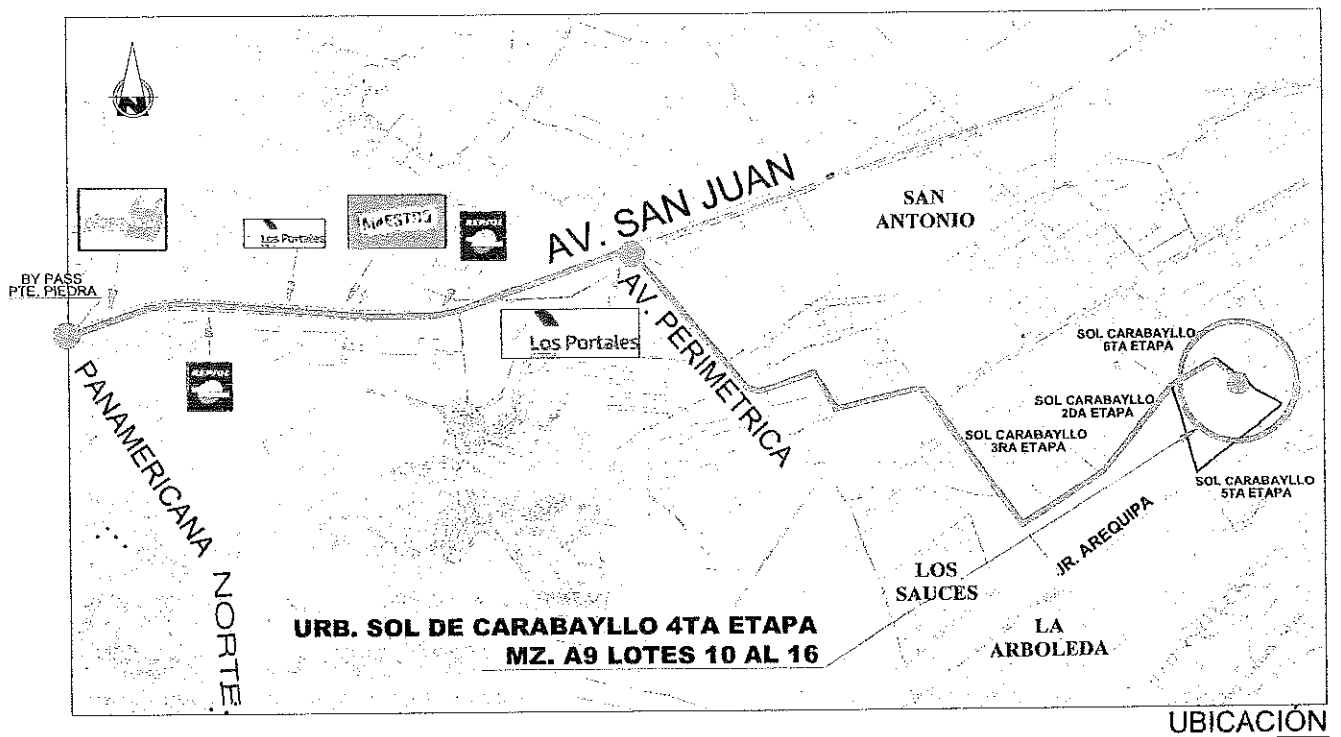 N
AV. SAN JUAN
SAN
ANTONIO
MAESTRO
Los Portales
BY PASS
PTE. PIEDRA
AV. PERIMETRICA
Los Portales
SOL CARABAYLLO
6TA ETAPA
PANAMERICANA NORTE
SOL CARABAYLLO
2DA ETAPA
SOL CARABAYLLO
3RA ETAPA
SOL CARABAYLLO
5TA ETAPA
JR. AREQUIPA
LOS
SAUCES
URB. SOL DE CARABAYLLO 4TA ETAPA
MZ. A9 LOTES 10 AL 16
LA
ARBOLEDA
UBICACIÓN